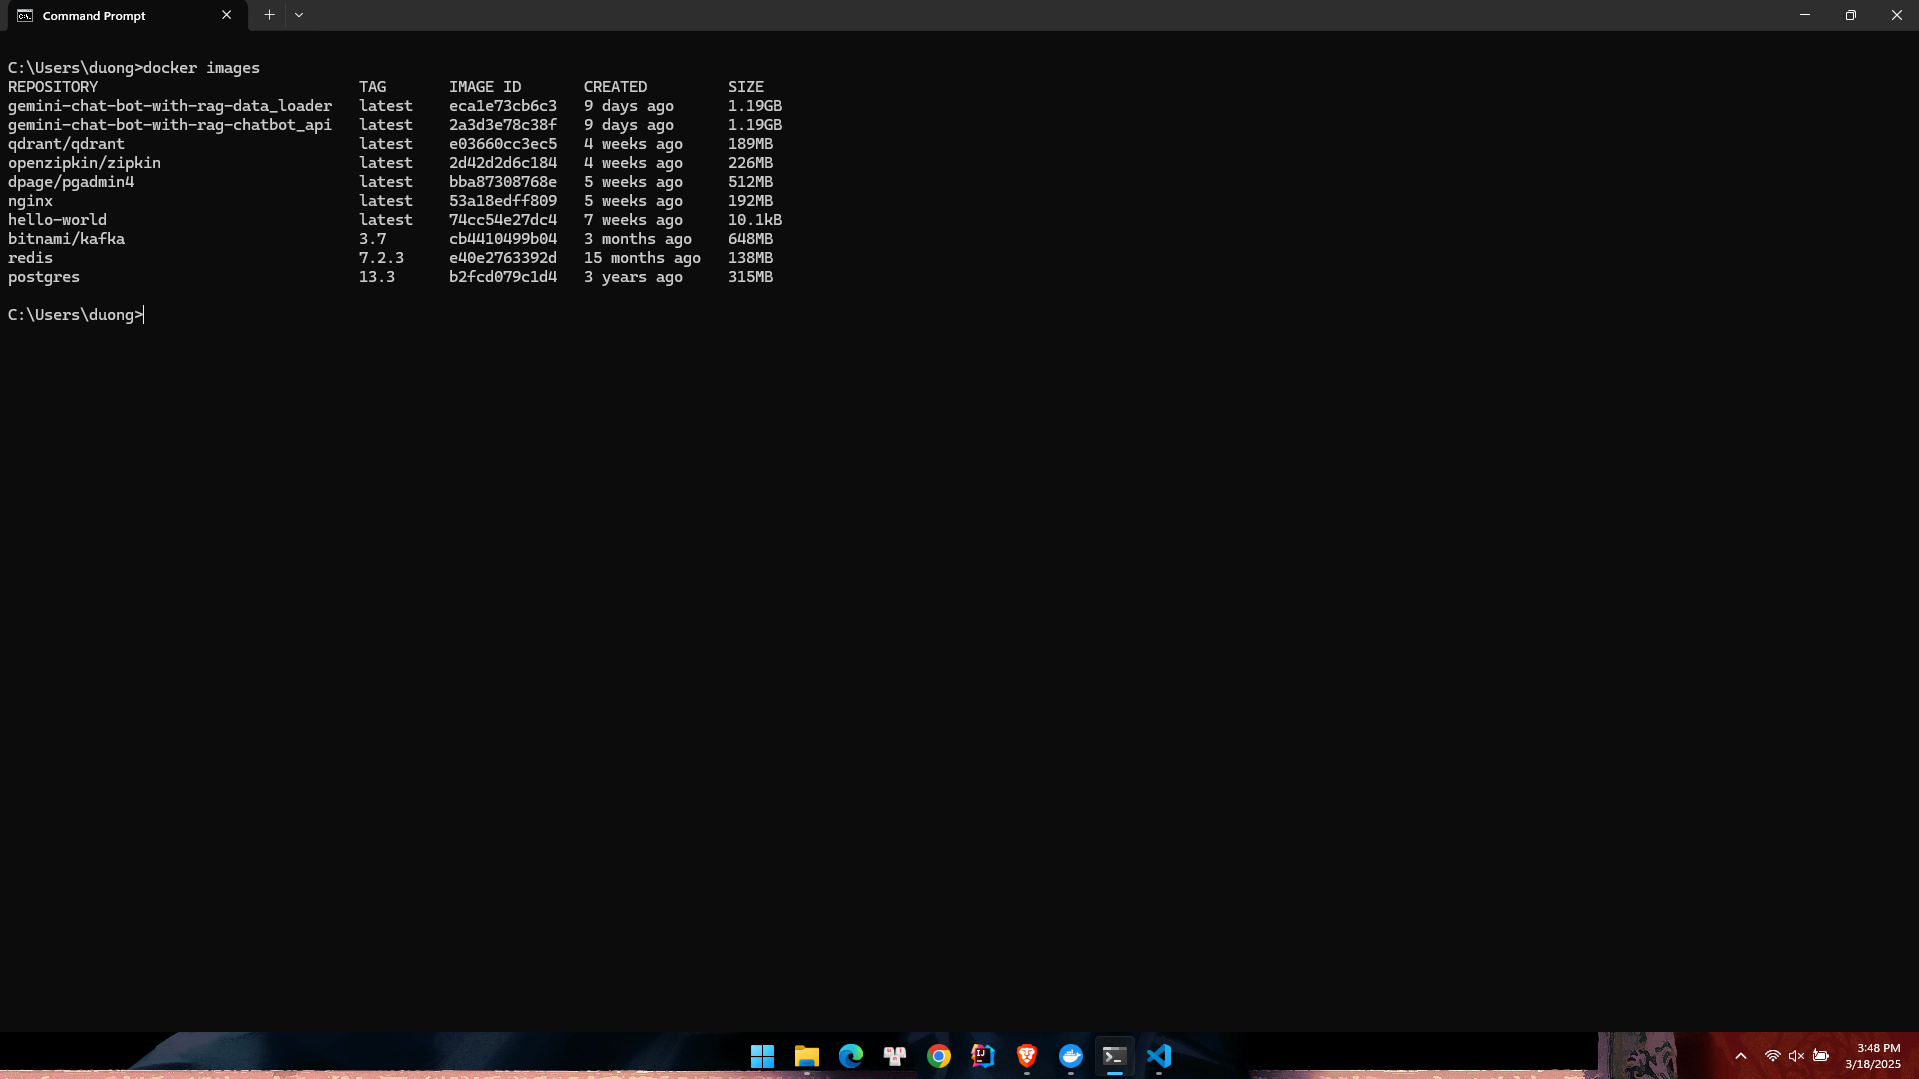 Command Prompt
C:\Users\duong>docker images
REPOSITORY TAG IMAGE ID CREATED SIZE
gemini-chat-bot-with-rag-data_loader latest eca1e73cb6c3 9 days ago 1.19GB
gemini-chat-bot-with-rag-chatbot_api latest 2a3d3e78c38f 9 days ago 1.19GB
qdrant/qdrant latest e03660cc3ec5 4 weeks ago 189MB
openzipkin/zipkin latest 2d42d2d6c184 4 weeks ago 226MB
dpage/pgadmin4 latest bba87308768e 5 weeks ago 512MB
nginx latest 53a18edff809 5 weeks ago 192MB
hello-world latest 74cc54e27dc4 7 weeks ago 10.1kB
bitnami/kafka 3.7 cb4410499b04 3 months ago 648MB
redis 7.2.3 e40e2763392d 15 months ago 138MB
postgres 13.3 b2fcd079c1d4 3 years ago 315MB
C:\Users\duong>
3:48 PM
3/18/2025